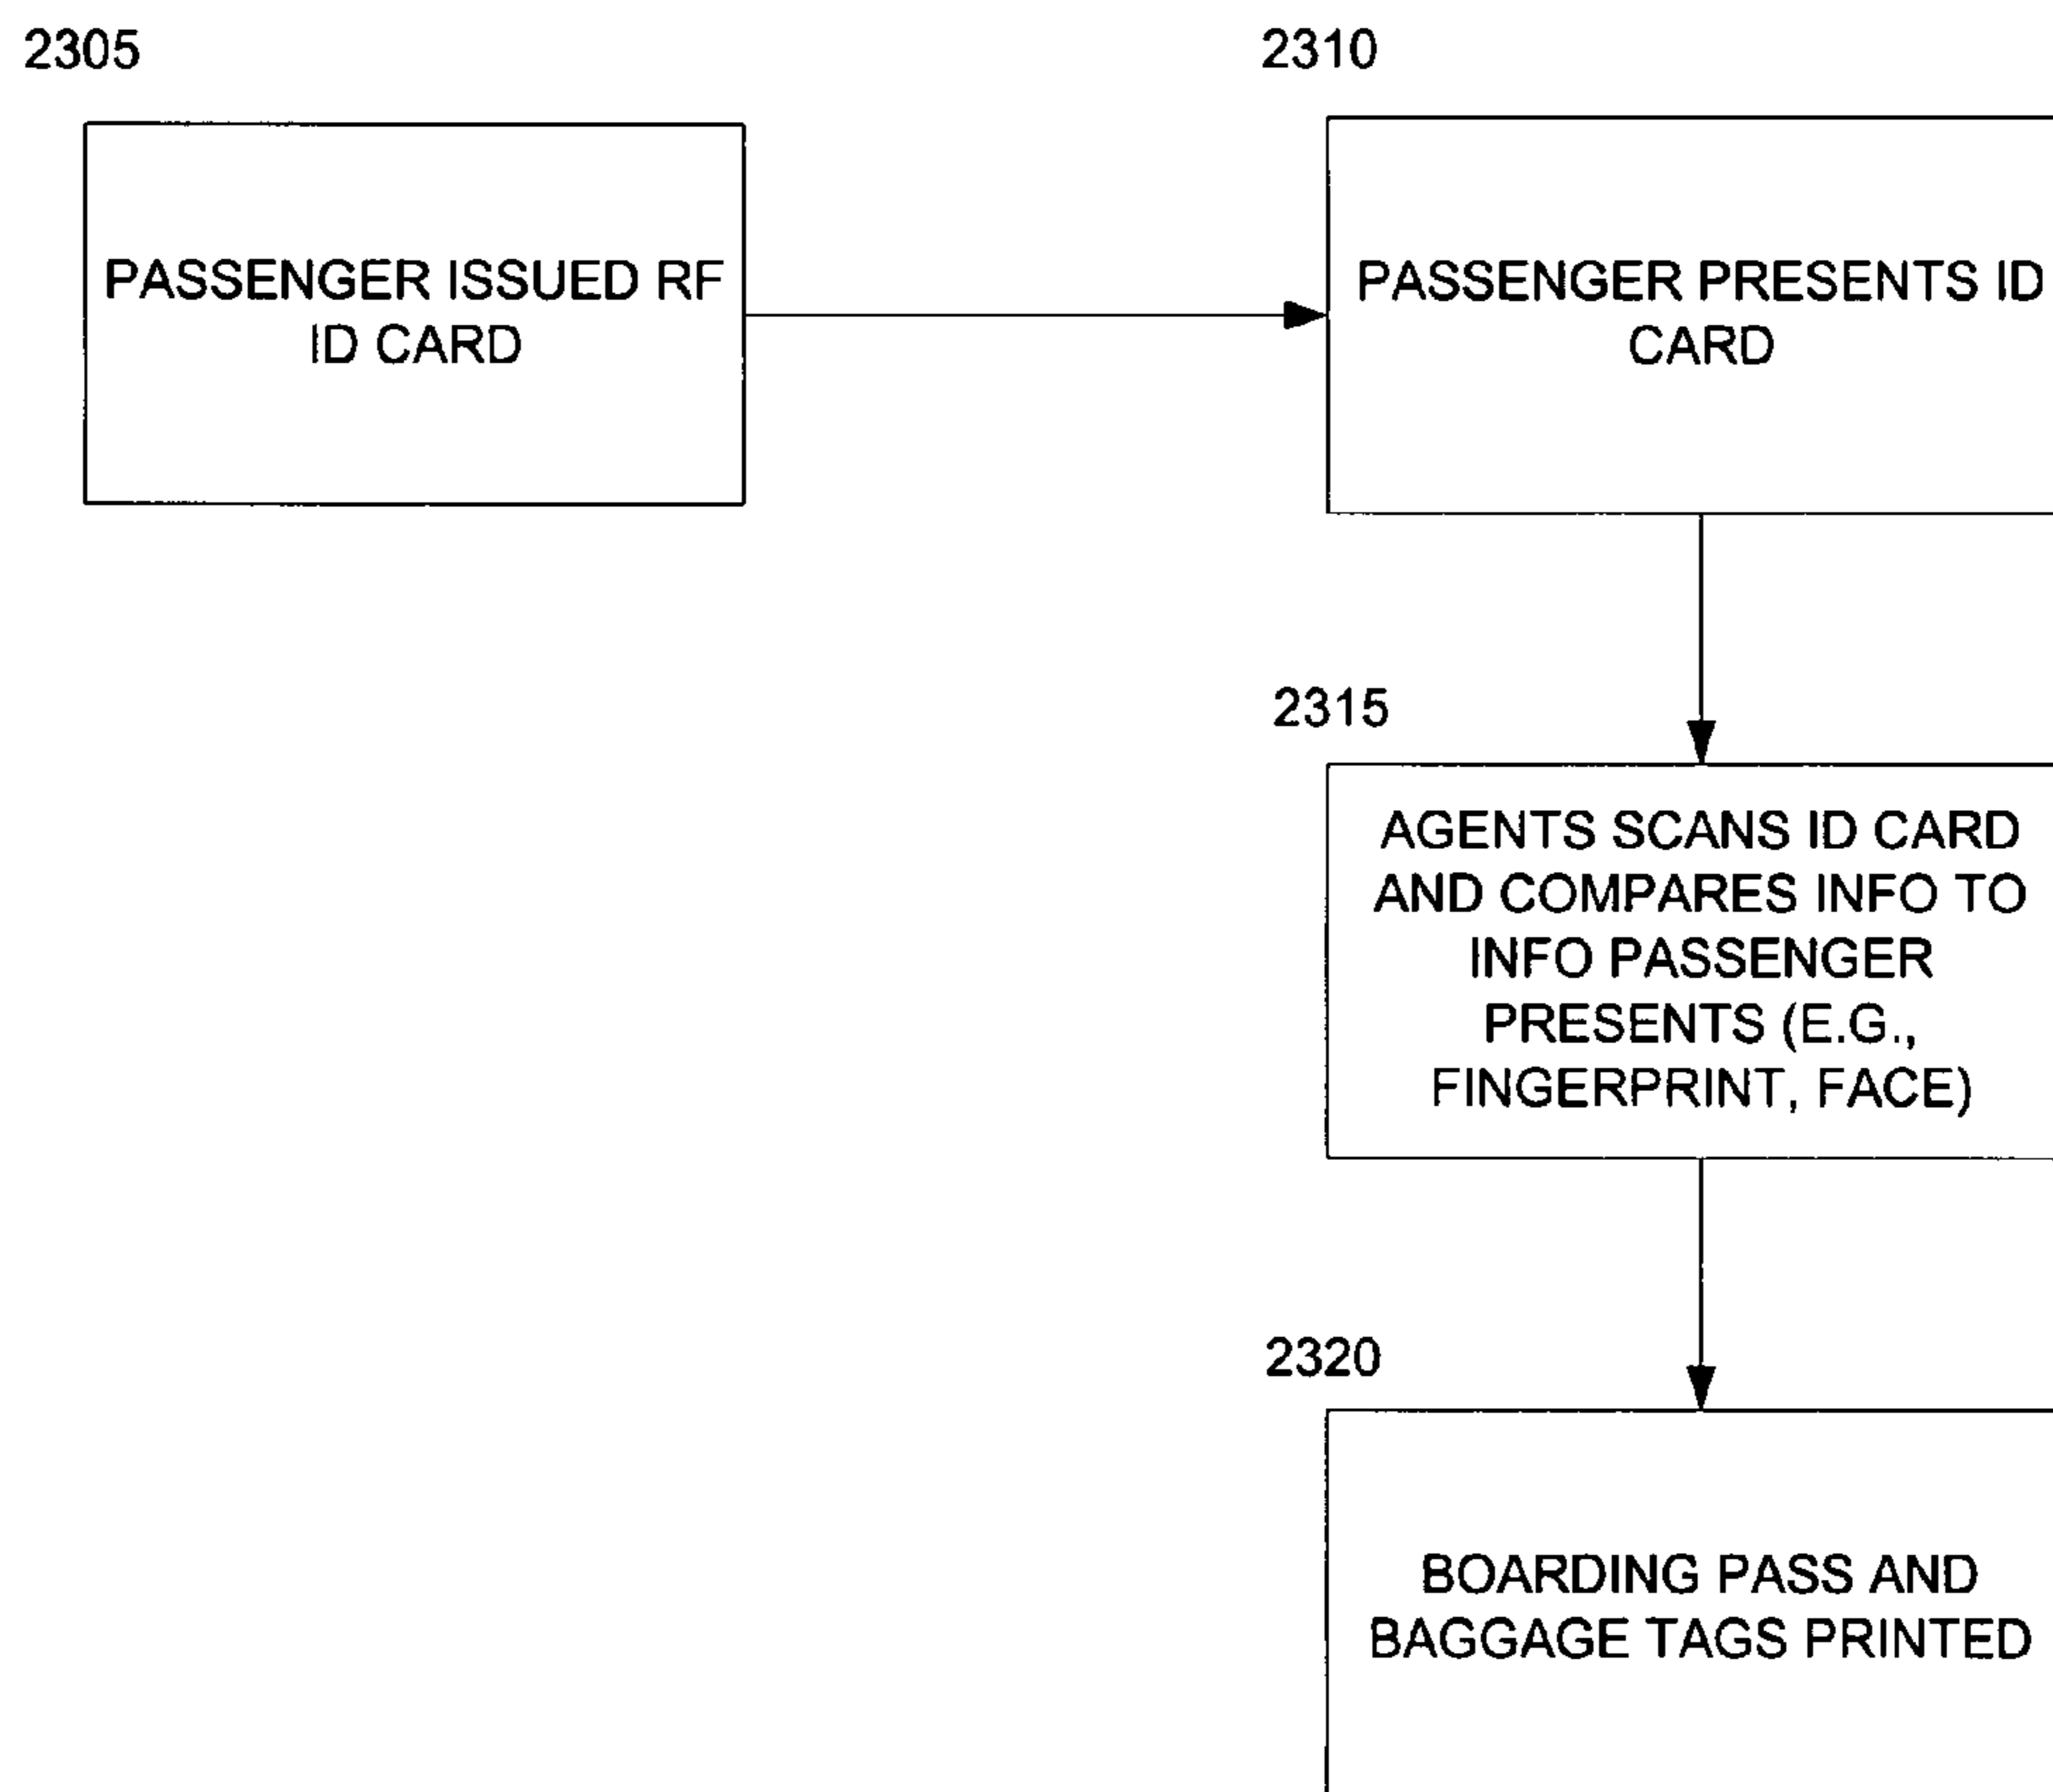 2305
PASSENGER ISSUED RF
ID CARD
2310
PASSENGER PRESENTS ID
CARD
2315
AGENTS SCANS ID CARD
AND COMPARES INFO TO
INFO PASSENGER
PRESENTS (E.G.,
FINGERPRINT, FACE)
2320
BOARDING PASS AND
BAGGAGE TAGS PRINTED